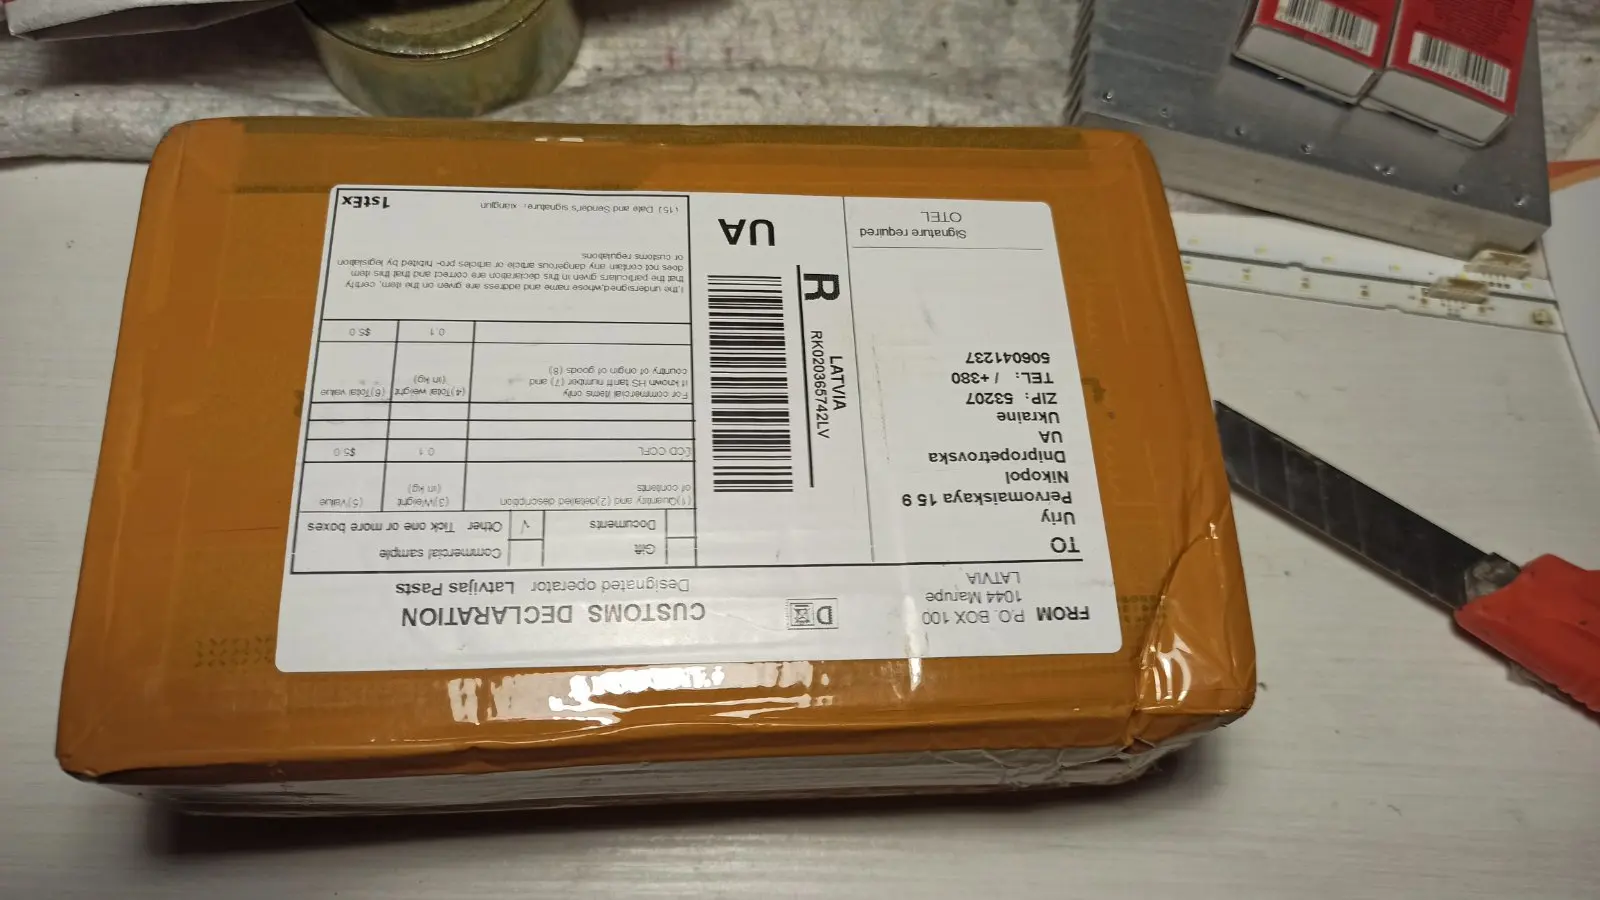 FROM P.O. BOX 100
1044 Marupe
LATVIA
D
CUSTOMS DECLARATION
Designated operator Latvijas Pasts
TO
Uriy
Pervomaiskaya 15 9
Nikopol
Dnipropetrovska
UA
Ukraine
ZIP: 53207
TEL: / +380
506041237
Signature required
OTEL
LATVIA
RK020365742LV
R
UA
Gift
Commercial sample
Documents
√ Other Tick one or more boxes
(1)Quantity and (2)detailed description
of contents
(3)Weight
(in kg)
(5)Value
LCD CCFL
0.1
$5.0
For commercial items only
If known HS tariff number (7) and
country of origin of goods (8)
(4)Total weight
(in kg)
(6)Total value
0.1
$5.0
I,the undersigned,whose name and address are given on the item, certify
that the particulars given in this declaration are correct and that this item
does not contain any dangerous article or articles pro- hibited by legislation
or customs regulations
(15) Date and Sender's signature: xiangjun
1stEx